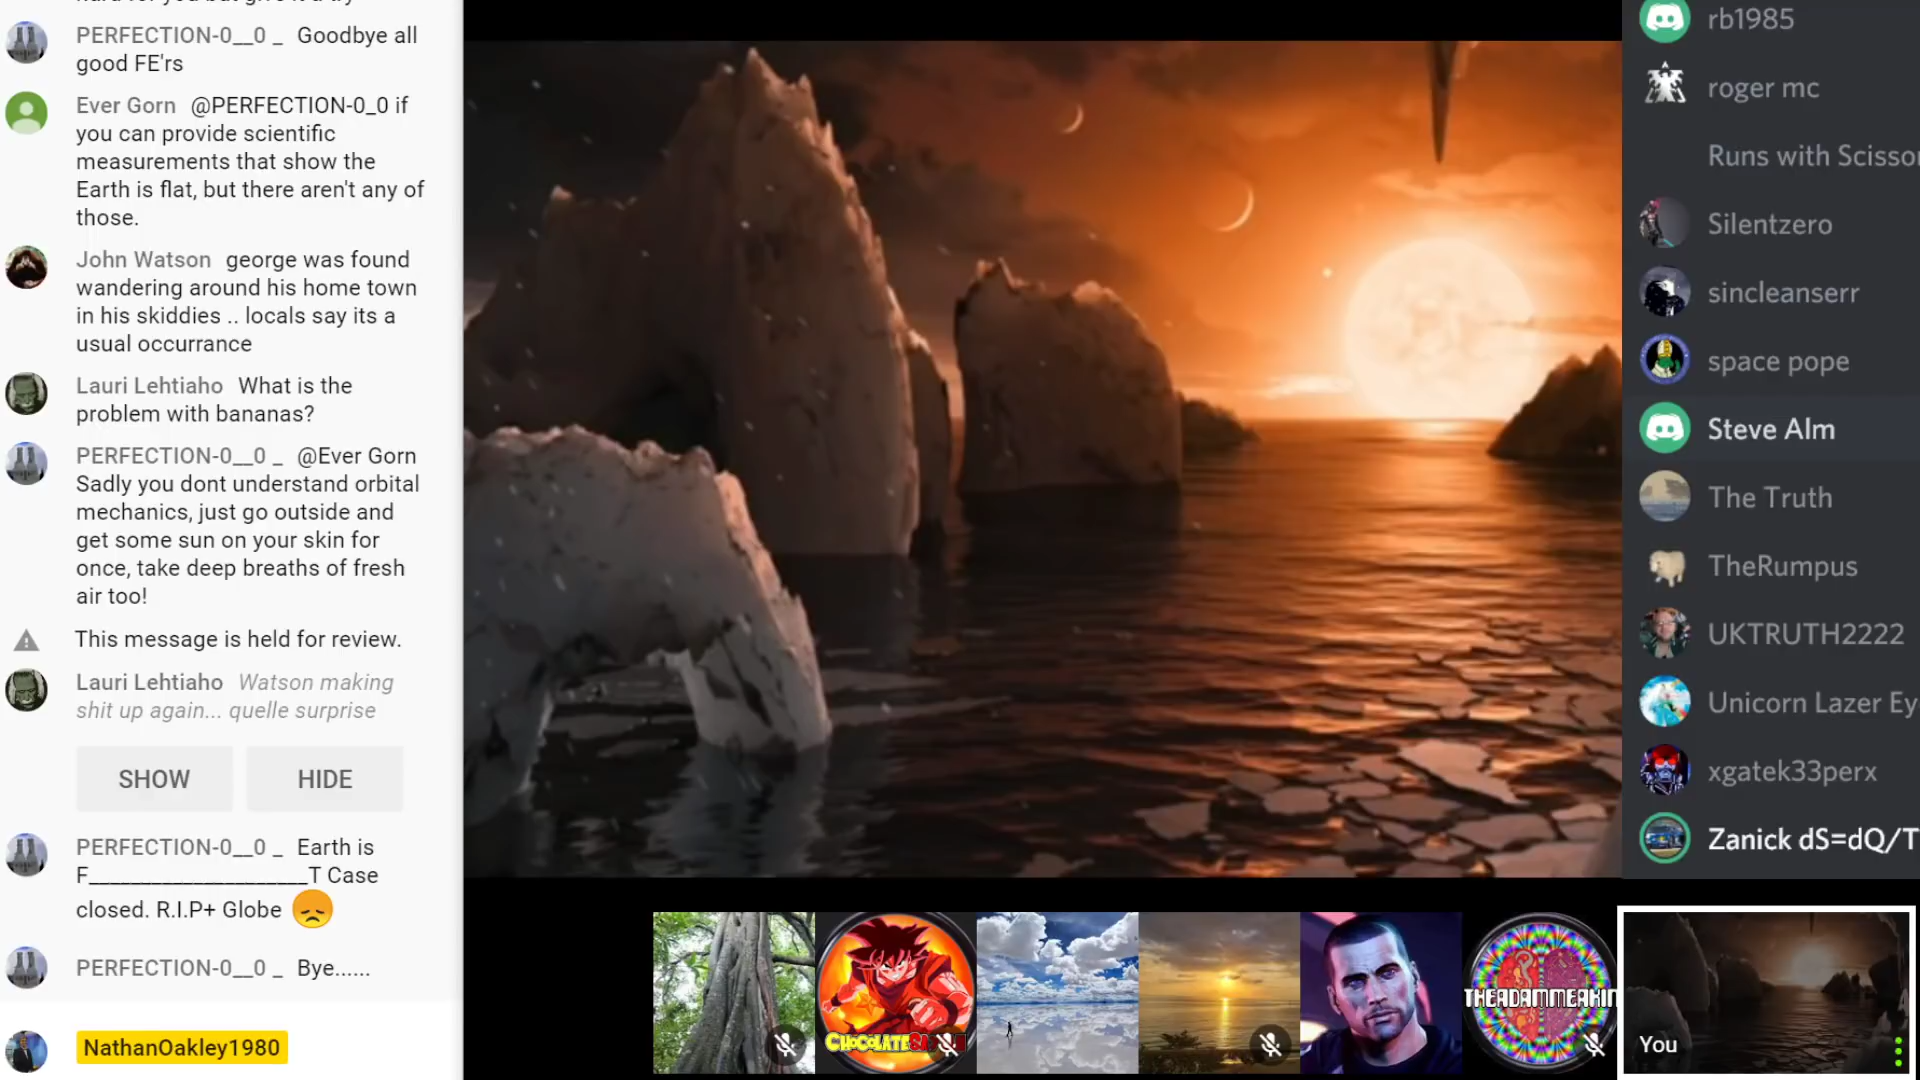 PERFECTION-0__0 _ Goodbye all
good FE'rs
Ever Gorn @PERFECTION-0_0 if
you can provide scientific
measurements that show the
Earth is flat, but there aren't any of
those.
John Watson george was found
wandering around his home town
in his skiddies .. locals say its a
usual occurrance
Lauri Lehtiaho What is the
problem with bananas?
PERFECTION-0__0 _ @Ever Gorn
Sadly you dont understand orbital
mechanics, just go outside and
get some sun on your skin for
once, take deep breaths of fresh
air too!
This message is held for review.
Lauri Lehtiaho Watson making
shit up again... quelle surprise
SHOW
HIDE
PERFECTION-0__0 _ Earth is
F____________________T Case
closed. R.I.P+ Globe
PERFECTION-0__0 _ Bye......
NathanOakley1980
THEADAMMEAKIN
You
rb1985
roger mc
Runs with Scisso
Silentzero
sincleanserr
space pope
Steve Alm
The Truth
TheRumpus
UKTRUTH2222
Unicorn Lazer Ey
xgatek33perx
Zanick dS=dQ/T